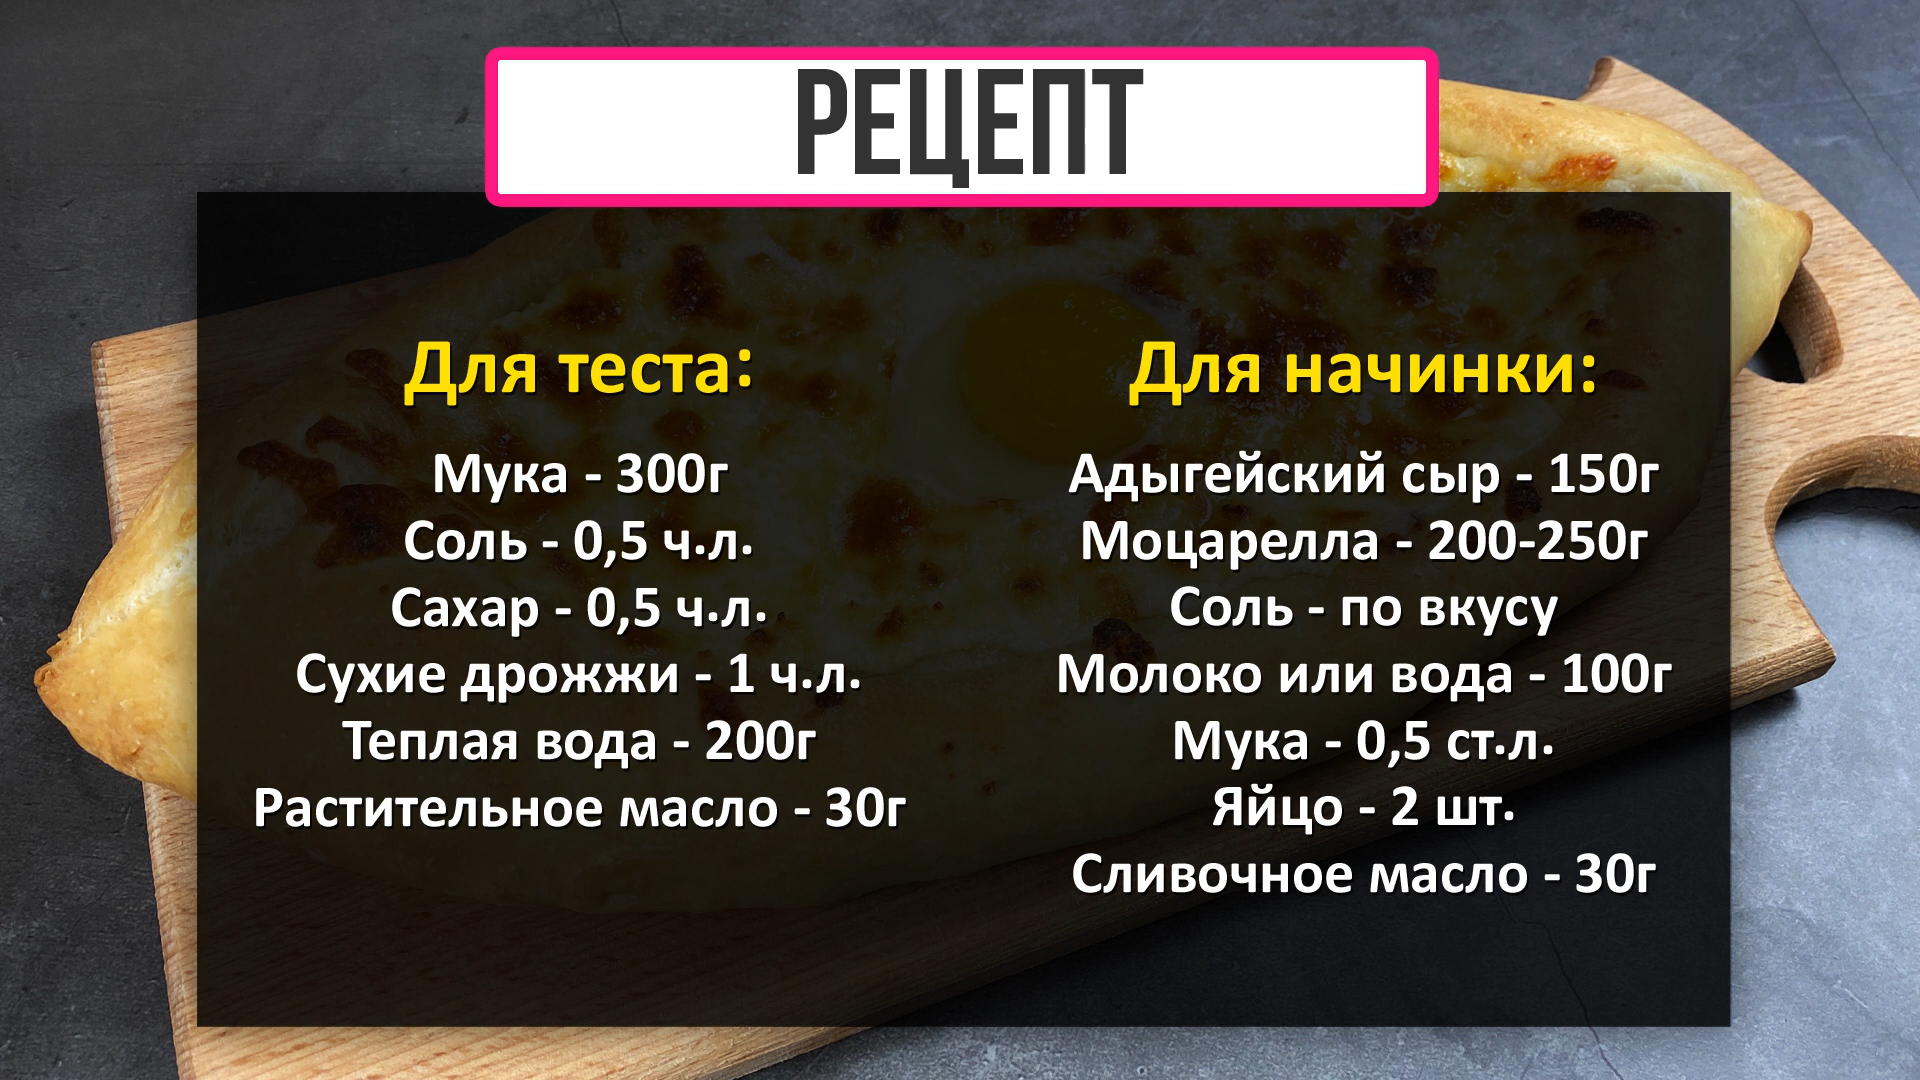 РЕЦЕПТ
Для теста:
Мука - 300г
Соль - 0,5 ч.л.
Сахар - 0,5 ч.л.
Сухие дрожжи - 1 ч.л.
Теплая вода - 200г
Растительное масло - 30г
Для начинки:
Адыгейский сыр - 150г
Моцарелла - 200-250г
Соль - по вкусу
Молоко или вода - 100г
Мука - 0,5 ст.л.
Яйцо - 2 шт.
Сливочное масло - 30г